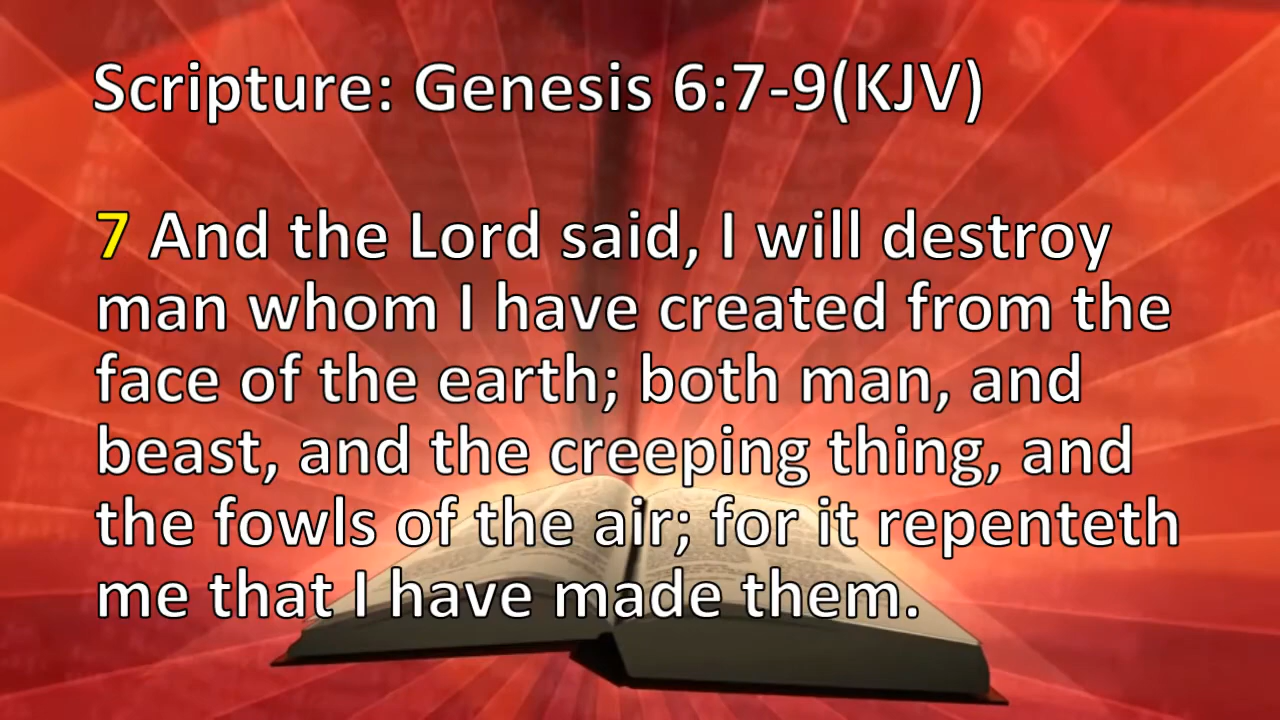 Scripture: Genesis 6:7-9(KJV)
7 And the Lord said, I will destroy
man whom I have created from the
face of the earth; both man, and
beast, and the creeping thing, and
the fowls of the air; for it repenteth
me that I have made them.